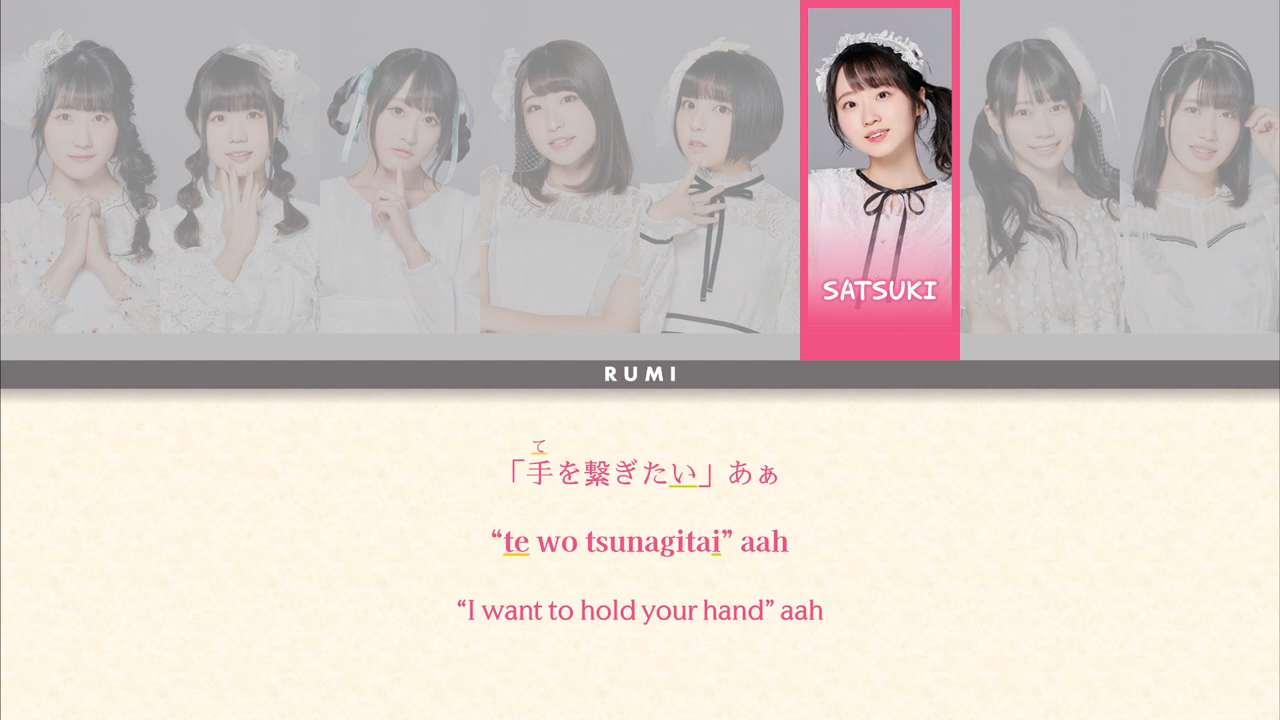 SATSUKI
RUMI
て
「手を繋ぎたい」あぁ
“te wo tsunagitai” aah
“I want to hold your hand” aah